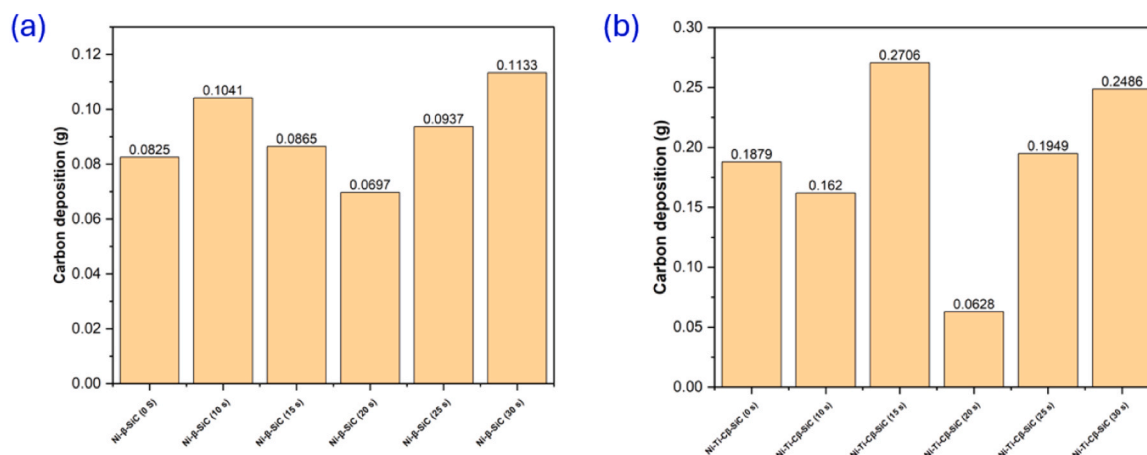 (a)
Carbon deposition (g)
0.12
0.10
0.08
0.06
0.04
0.02
0.00
0.0825
0.1041
0.0865
0.0697
0.0937
0.1133
Ni-β-SiC (0 S)
Ni-β-SiC (10 s)
Ni-β-SiC (15 s)
Ni-β-SiC (20 s)
Ni-β-SiC (25 s)
Ni-β-SiC (30 s)
(b)
Carbon deposition (g)
0.30
0.25
0.20
0.15
0.10
0.05
0.00
0.1879
0.162
0.2706
0.0628
0.1949
0.2486
Ni-Ti-Cβ-SiC (0 s)
Ni-Ti-Cβ-SiC (10 s)
Ni-Ti-Cβ-SiC (15 s)
Ni-Ti-Cβ-SiC (20 s)
Ni-Ti-Cβ-SiC (25 s)
Ni-Ti-Cβ-SiC (30 s)